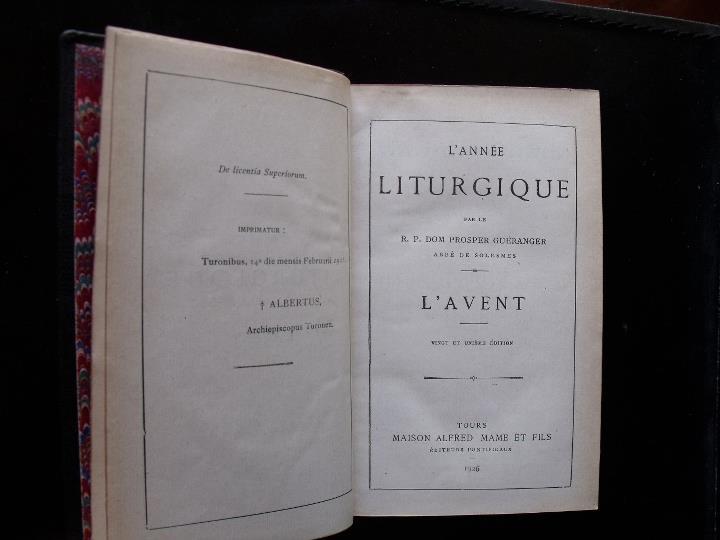 De licentia Superiorum.
IMPRIMATUR :
Turonibus, 14ª die mensis Februarii
† ALBERTUS,
Archiepiscopus Turonen.
L'ANNÉE
LITURGIQUE
PAR LE
R. P. DOM PROSPER GUÉRANGER
ABBÉ DE SOLESMES
L'AVENT
VINGT ET UNIÈME ÉDITION
TOURS
MAISON ALFRED MAME ET FILS
ÉDITEURS PONTIFICAUX
1926